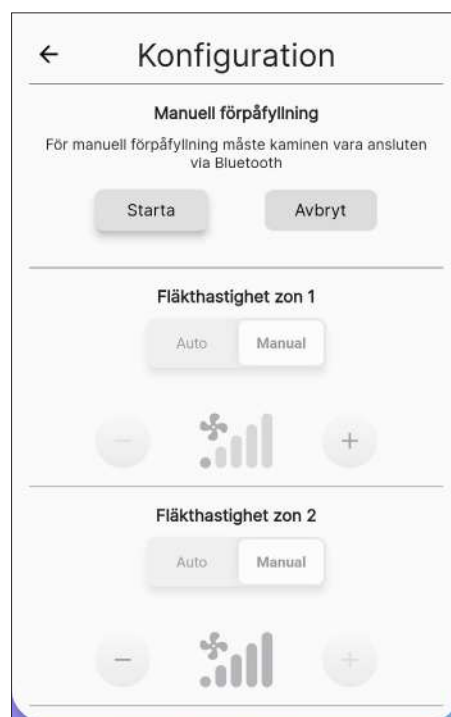 Konfiguration
Manuell förpåfyllning
För manuell förpåfyllning måste kaminen vara ansluten
via Bluetooth
Starta Avbryt
Fläkthastighet zon 1
Auto Manual
Fläkthastighet zon 2
Auto Manual